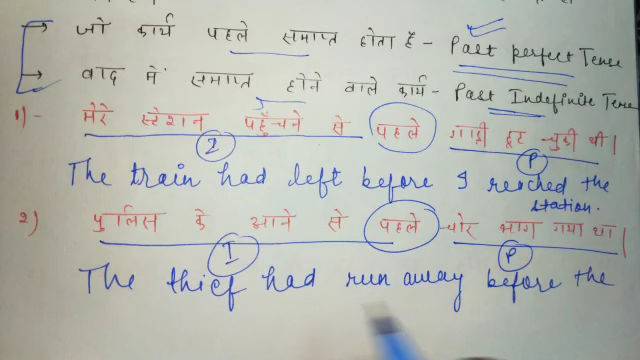 → जो कार्य पहले समाप्त होता है - Past perfect Tense
→ बाद में समाप्त होने वाले कार्य - Past Indefinite Tense
1) - मेरे स्टेशन पहुँचने से पहले गाड़ी छूट चुकी थी।
I P
The train had left before I reached the
station.
2) पुलिस के आने से पहले चोर भाग गया था।
I P
The thief had run away before the